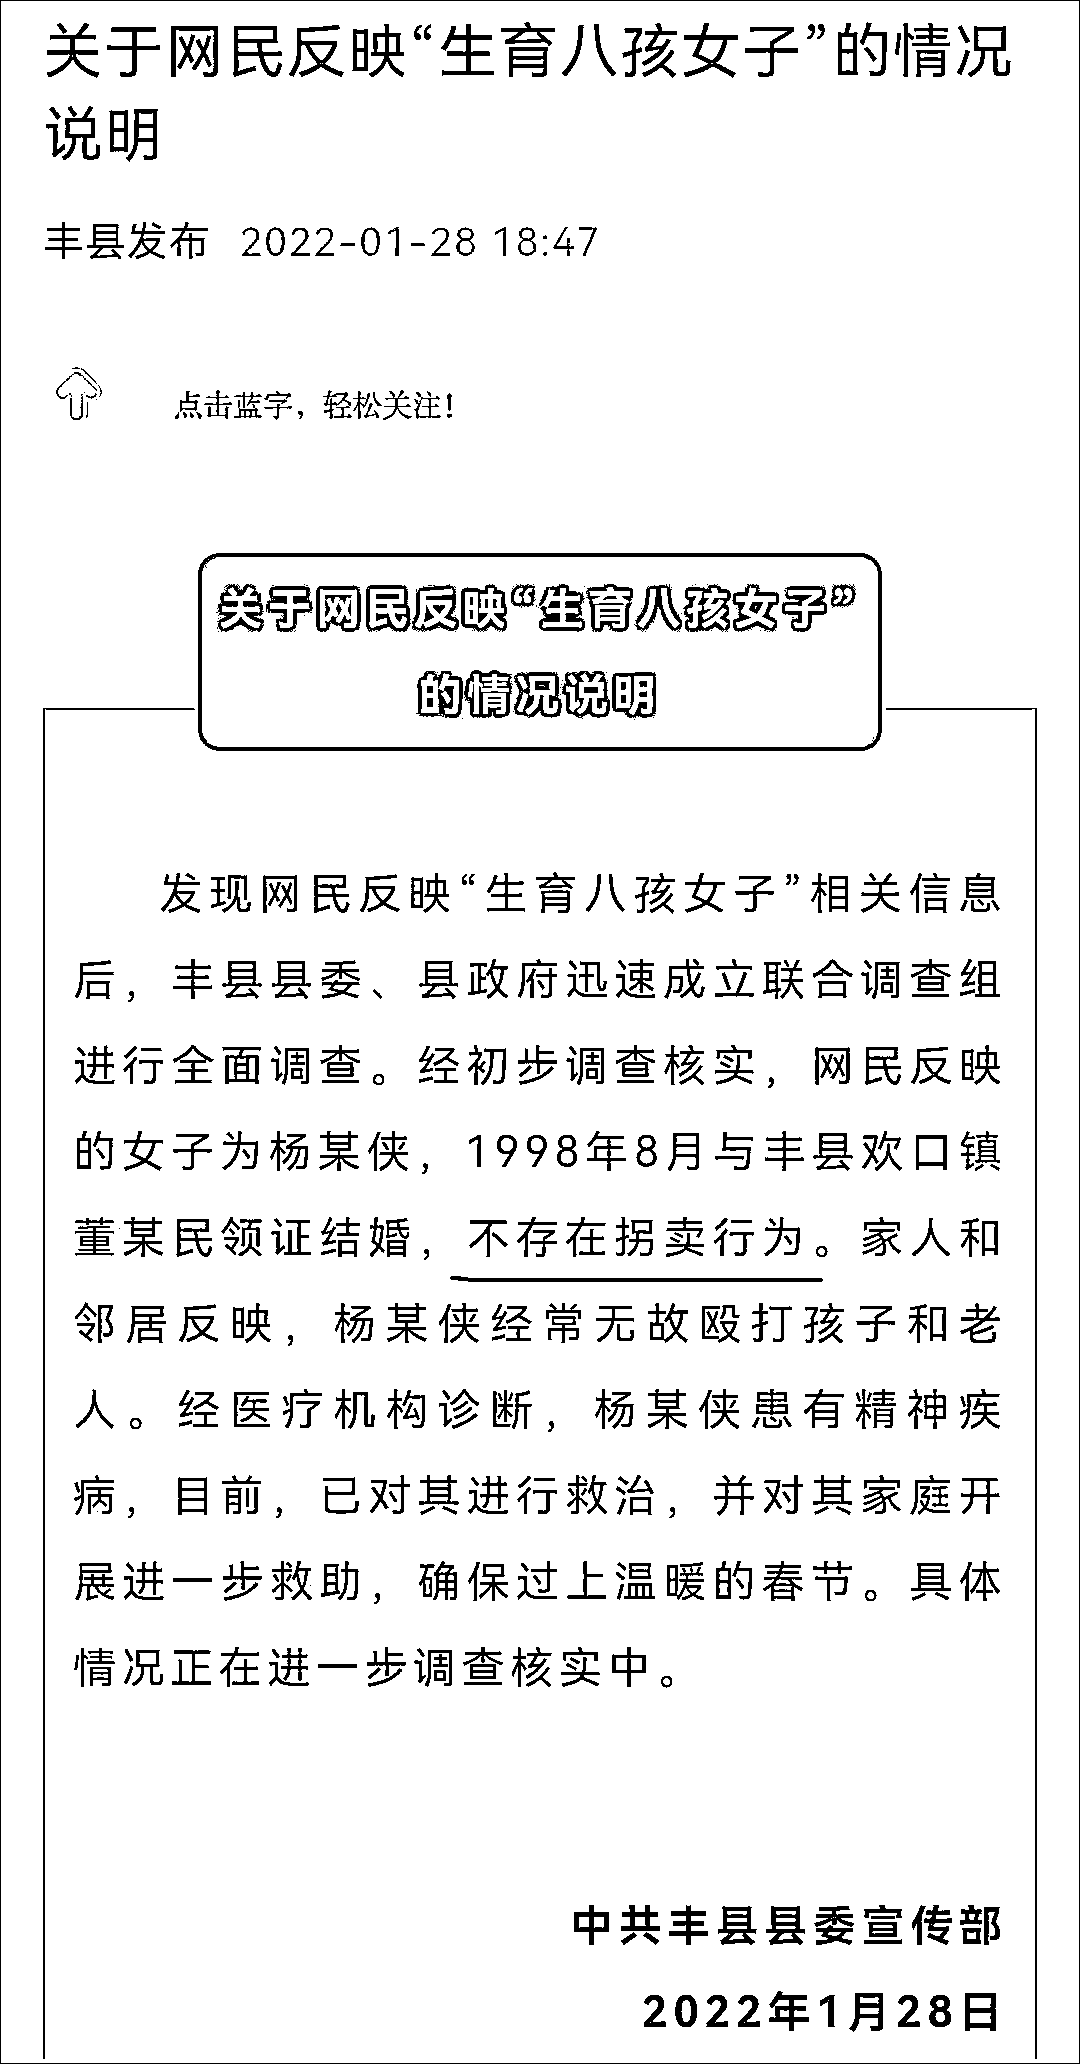 关于网民反映“生育八孩女子”的情况
说明
丰县发布 2022-01-28 18:47
点击蓝字，轻松关注！
关于网民反映“生育八孩女子”
的情况说明
发现网民反映“生育八孩女子”相关信息
后，丰县县委、县政府迅速成立联合调查组
进行全面调查。经初步调查核实，网民反映
的女子为杨某侠，1998年8月与丰县欢口镇
董某民领证结婚，不存在拐卖行为。家人和
邻居反映，杨某侠经常无故殴打孩子和老
人。经医疗机构诊断，杨某侠患有精神疾
病，目前，已对其进行救治，并对其家庭开
展进一步救助，确保过上温暖的春节。具体
情况正在进一步调查核实中。
中共丰县县委宣传部
2022年1月28日